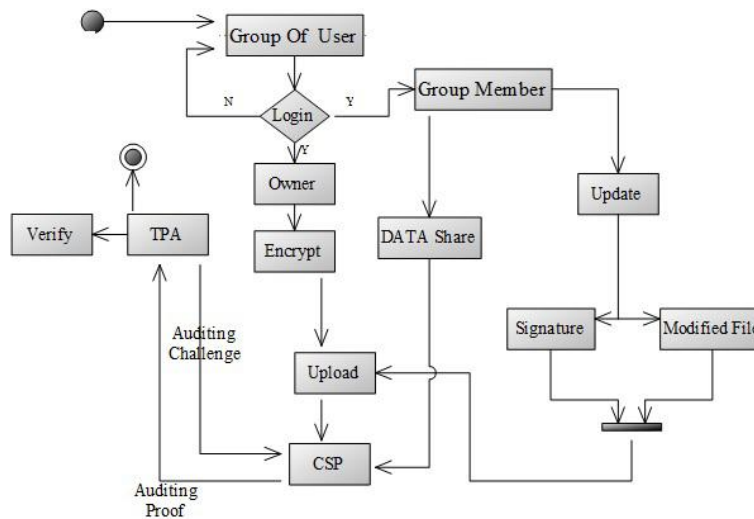 Group Of User
N
Login
Y
Group Member
Y
Owner
Update
Verify
TPA
Encrypt
DATA Share
Auditing
Challenge
Signature
Modified File
Upload
CSP
Auditing
Proof